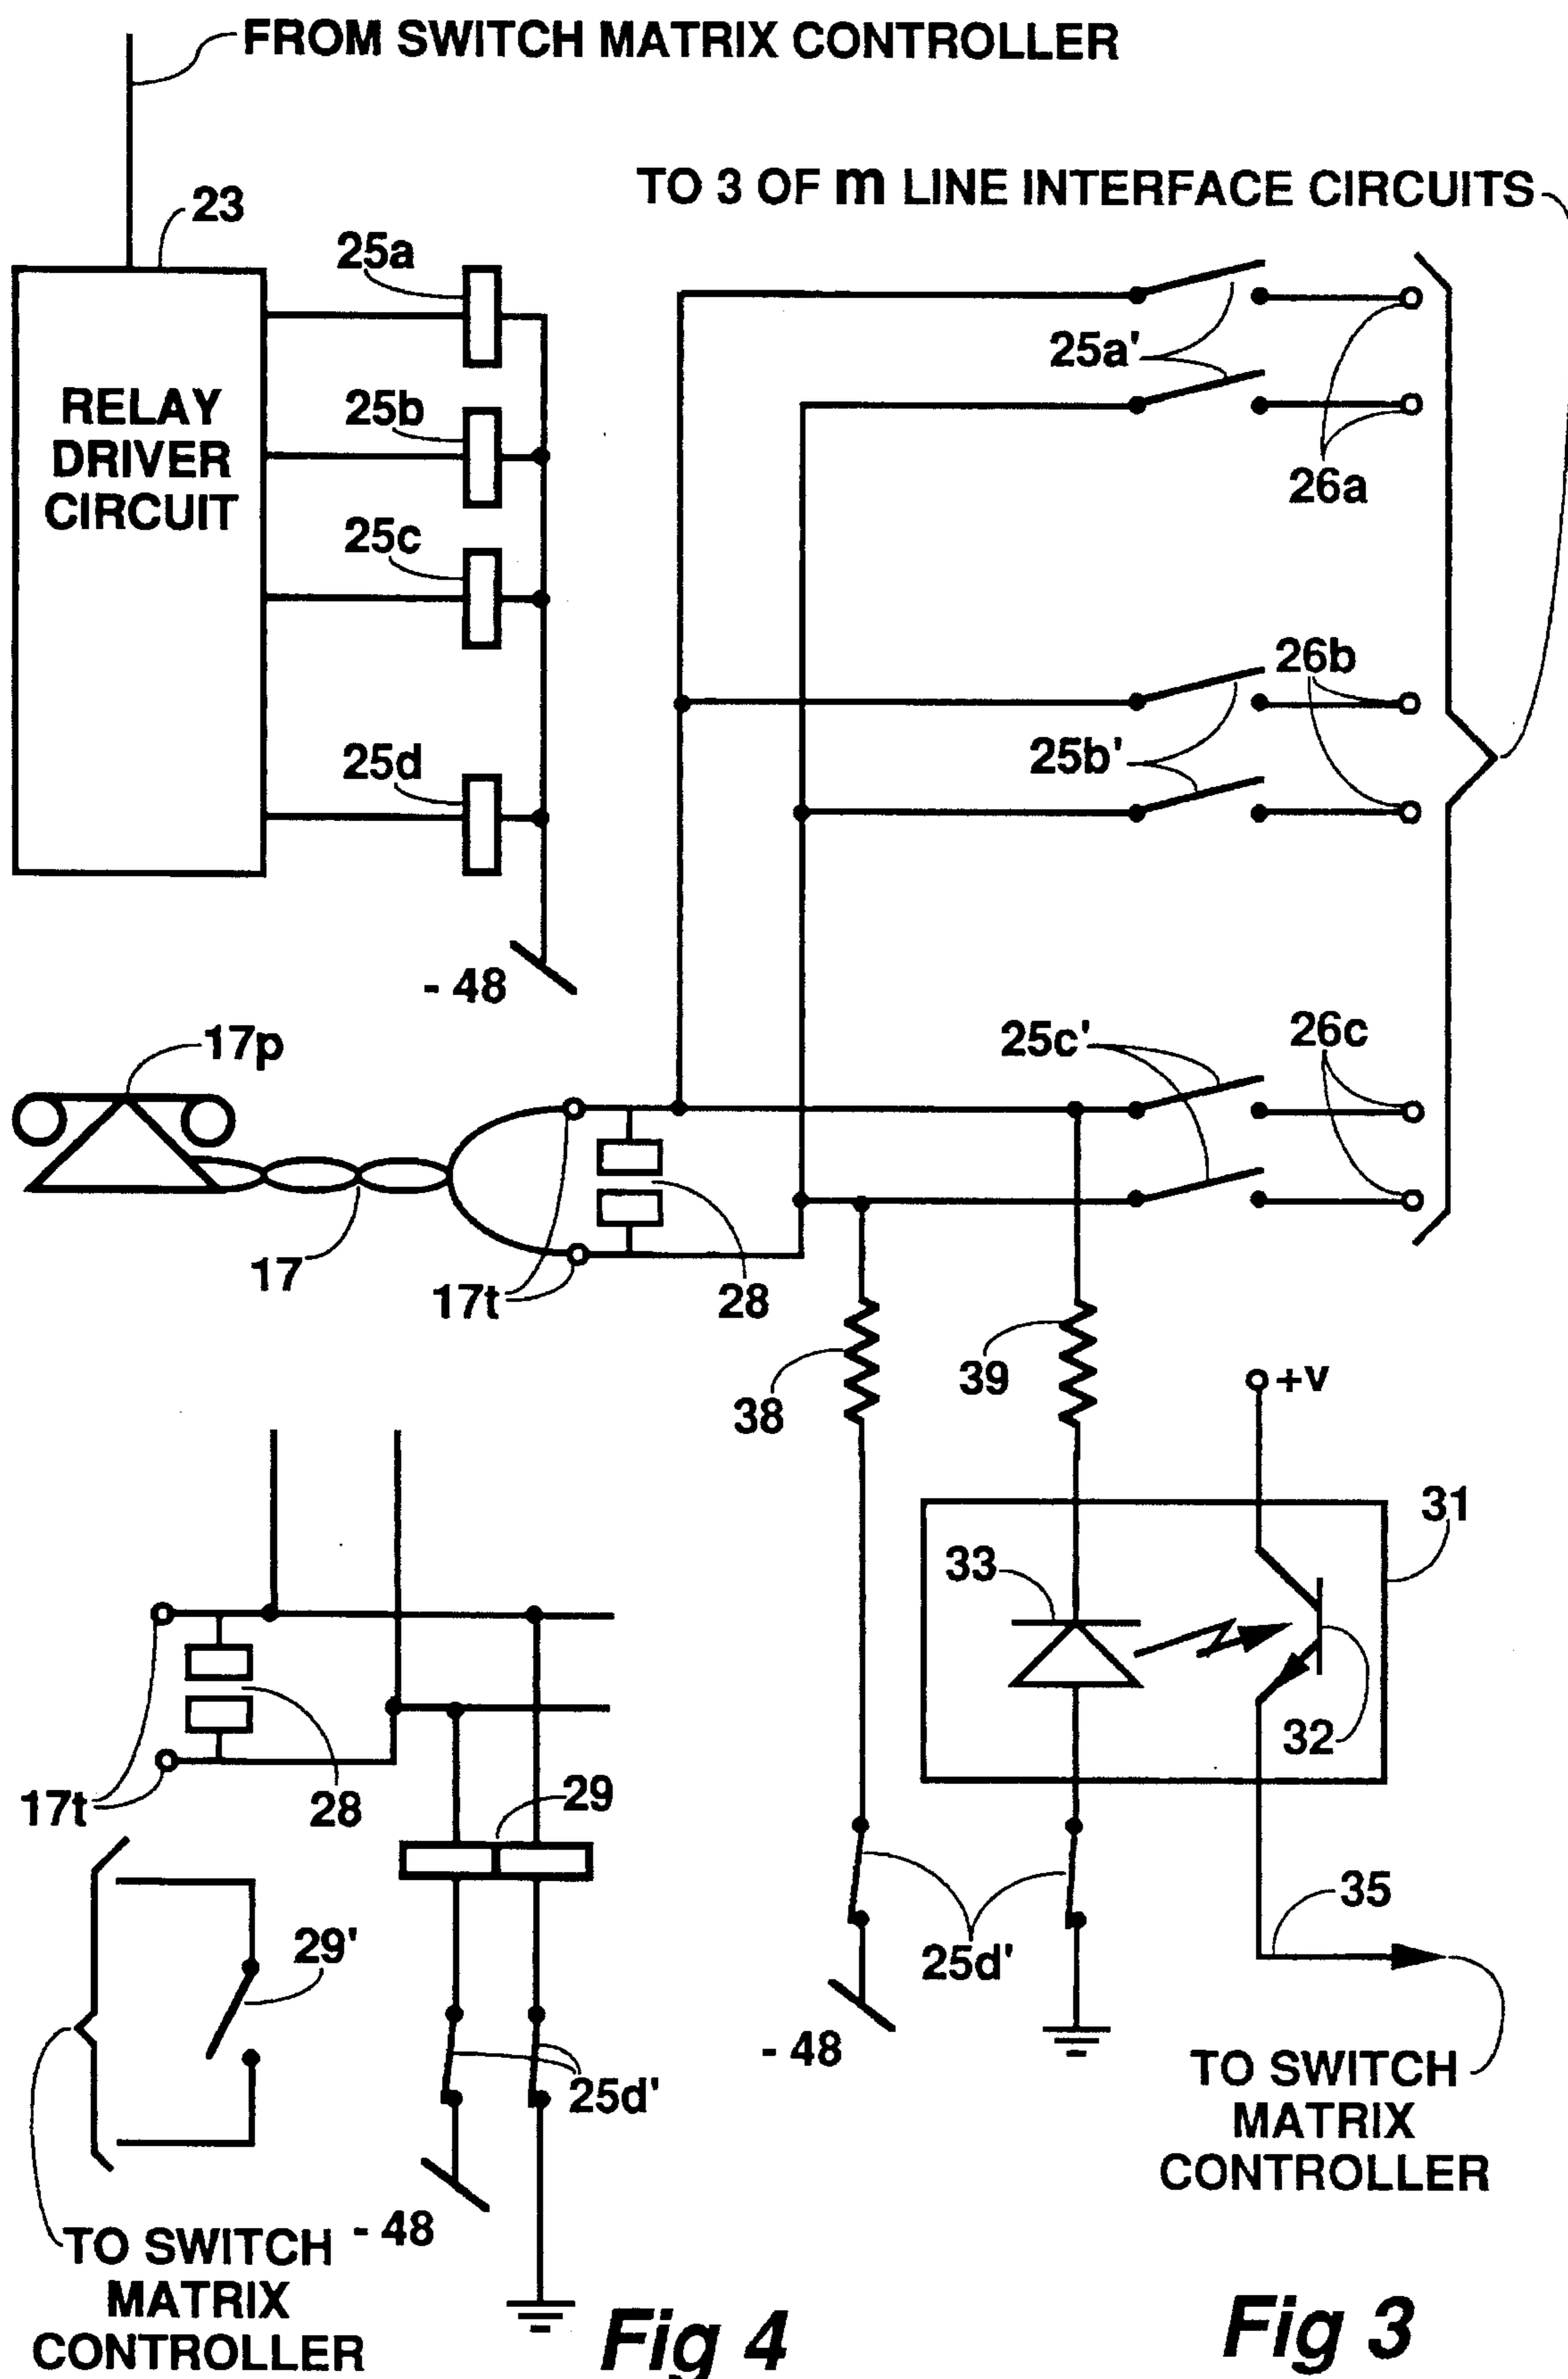 FROM SWITCH MATRIX CONTROLLER
TO 3 OF m LINE INTERFACE CIRCUITS
23
25a
RELAY
DRIVER
CIRCUIT
25b
25c
25d
- 48
25a'
26a
26b
25b'
25c'
26c
17p
17
17t
28
38
39
+v
31
33
32
35
25d'
- 48
TO SWITCH
MATRIX
CONTROLLER
Fig 3
17t
28
29
29'
25d'
- 48
TO SWITCH
MATRIX
CONTROLLER
Fig 4